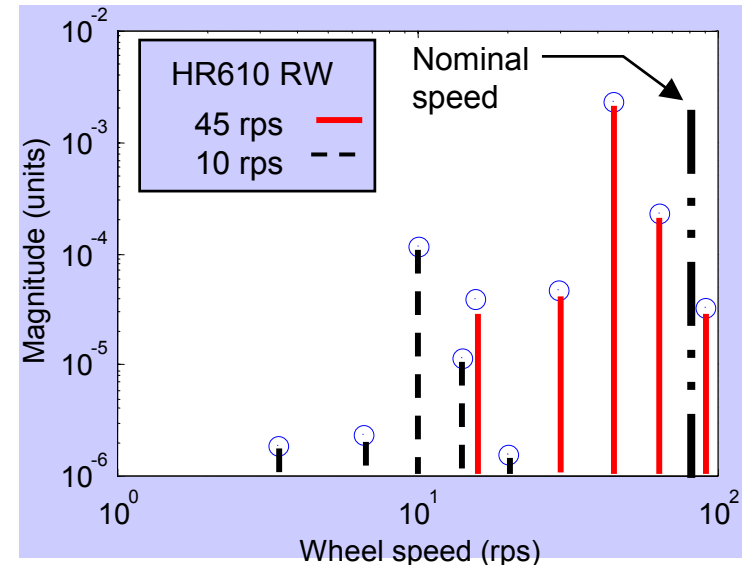 10^-2
10^-3
10^-4
10^-5
10^-6
Magnitude (units)
HR610 RW
45 rps
10 rps
Nominal
speed
10^0
10^1
10^2
Wheel speed (rps)